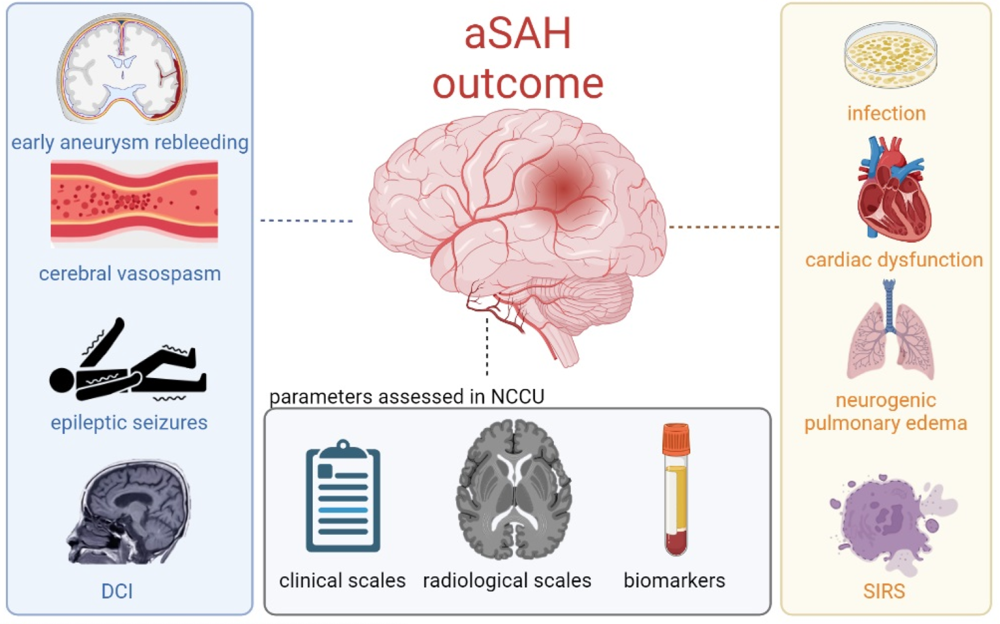 aSAH
outcome
early aneurysm rebleeding
cerebral vasospasm
epileptic seizures
DCI
parameters assessed in NCCU
clinical scales
radiological scales
biomarkers
infection
cardiac dysfunction
neurogenic
pulmonary edema
SIRS